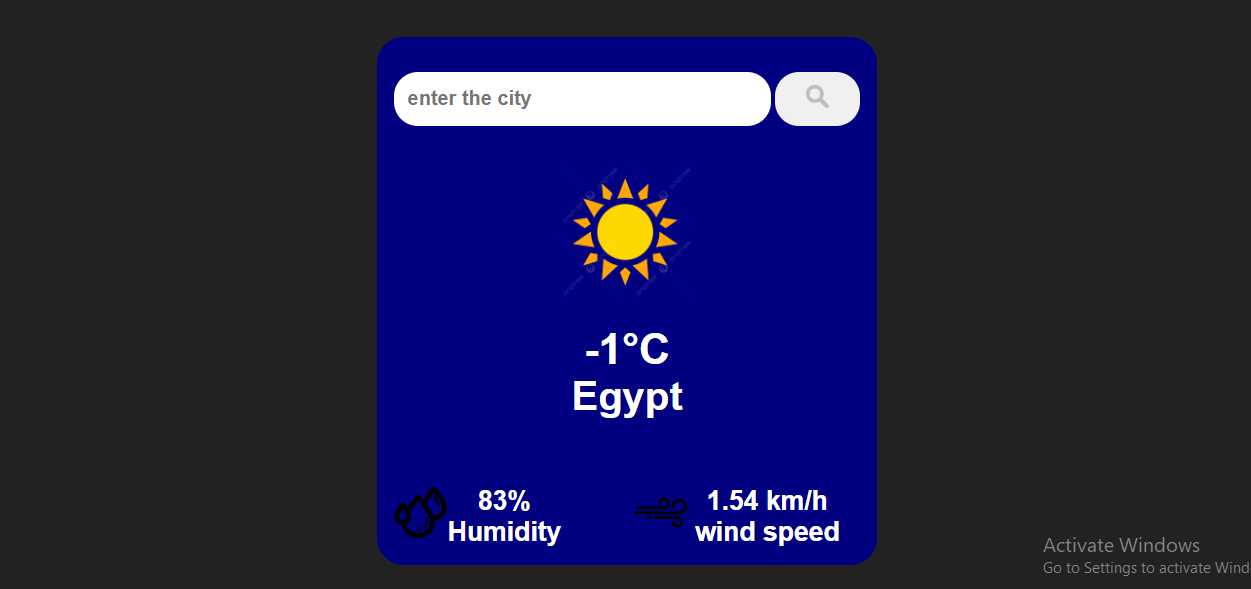 enter the city
-1°C
Egypt
83%
Humidity
1.54 km/h
wind speed
Activate Windows
Go to Settings to activate Wind